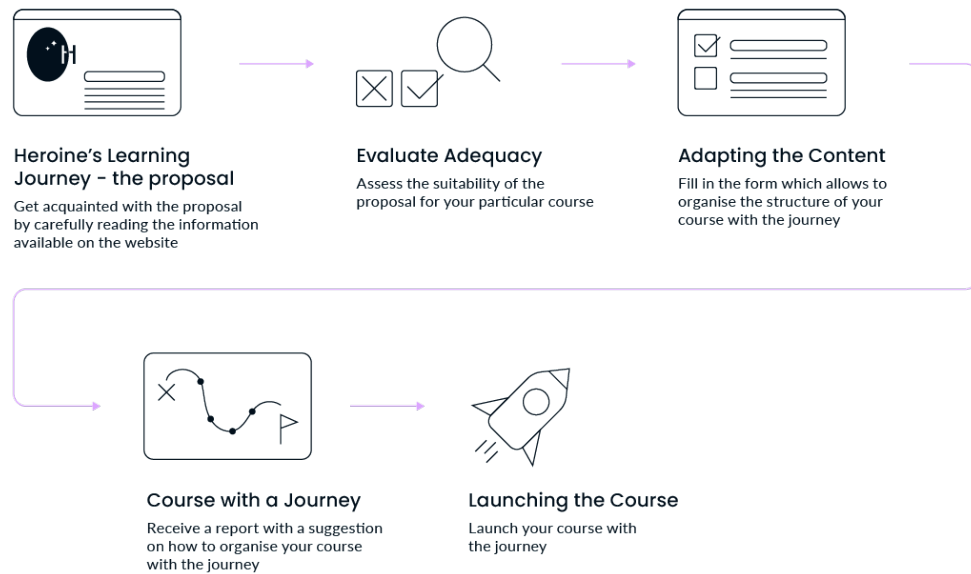 H
Heroine's Learning
Journey - the proposal
Get acquainted with the proposal
by carefully reading the information
available on the website
Evaluate Adequacy
Assess the suitability of the
proposal for your particular course
Adapting the Content
Fill in the form which allows to
organise the structure of your
course with the journey
Course with a Journey
Receive a report with a suggestion
on how to organise your course
with the journey
Launching the Course
Launch your course with
the journey